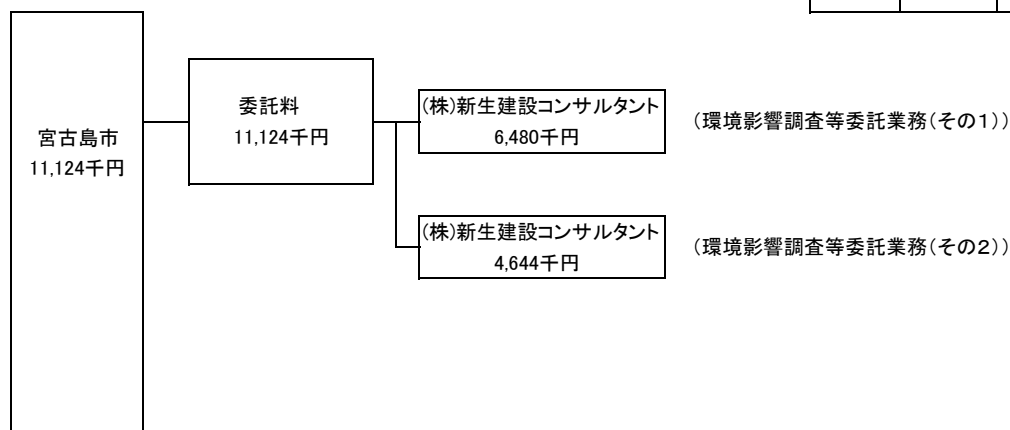 宮古島市
11,124千円
委託料
11,124千円
(株)新生建設コンサルタント
6,480千円
(環境影響調査等委託業務(その1))
(株)新生建設コンサルタント
4,644千円
(環境影響調査等委託業務(その2))